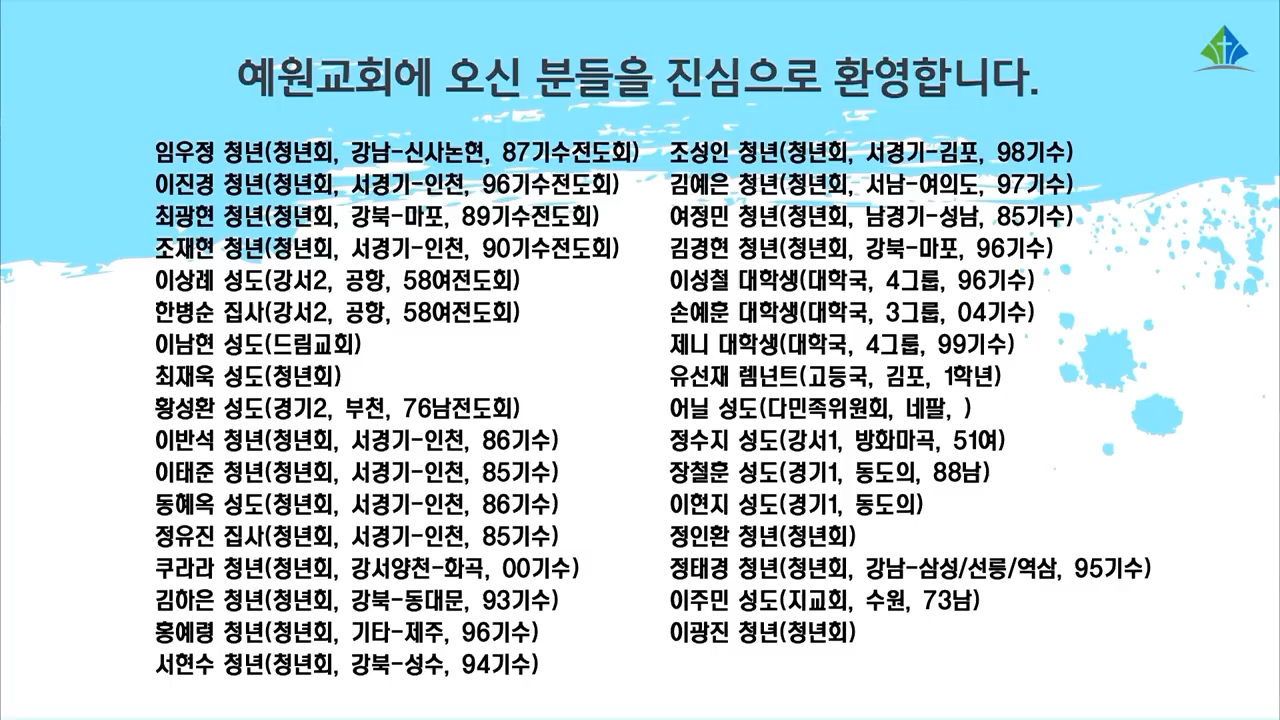 예원교회에 오신 분들을 진심으로 환영합니다.
임우정 청년(청년회, 강남-신사논현, 87기수전도회)
이진경 청년(청년회, 서경기-인천, 96기수전도회)
최광현 청년(청년회, 강북-마포, 89기수전도회)
조재현 청년(청년회, 서경기-인천, 90기수전도회)
이상례 성도(강서2, 공항, 58여전도회)
한병순 집사(강서2, 공항, 58여전도회)
이남현 성도(드림교회)
최재욱 성도(청년회)
황성환 성도(경기2, 부천, 76남전도회)
이반석 청년(청년회, 서경기-인천, 86기수)
이태준 청년(청년회, 서경기-인천, 85기수)
동혜옥 성도(청년회, 서경기-인천, 86기수)
정유진 집사(청년회, 서경기-인천, 85기수)
쿠라라 청년(청년회, 강서양천-화곡, 00기수)
김하은 청년(청년회, 강북-동대문, 93기수)
홍예령 청년(청년회, 기타-제주, 96기수)
서현수 청년(청년회, 강북-성수, 94기수)
조성인 청년(청년회, 서경기-김포, 98기수)
김예은 청년(청년회, 서남-여의도, 97기수)
여정민 청년(청년회, 남경기-성남, 85기수)
김경현 청년(청년회, 강북-마포, 96기수)
이성철 대학생(대학국, 4그룹, 96기수)
손예훈 대학생(대학국, 3그룹, 04기수)
제니 대학생(대학국, 4그룹, 99기수)
유선재 렘넌트(고등국, 김포, 1학년)
어닐 성도(다민족위원회, 네팔, )
정수지 성도(강서1, 방화마곡, 51여)
장철훈 성도(경기1, 동도의, 88남)
이현지 성도(경기1, 동도의)
정인환 청년(청년회)
정태경 청년(청년회, 강남-삼성/선릉/역삼, 95기수)
이주민 성도(지교회, 수원, 73남)
이광진 청년(청년회)